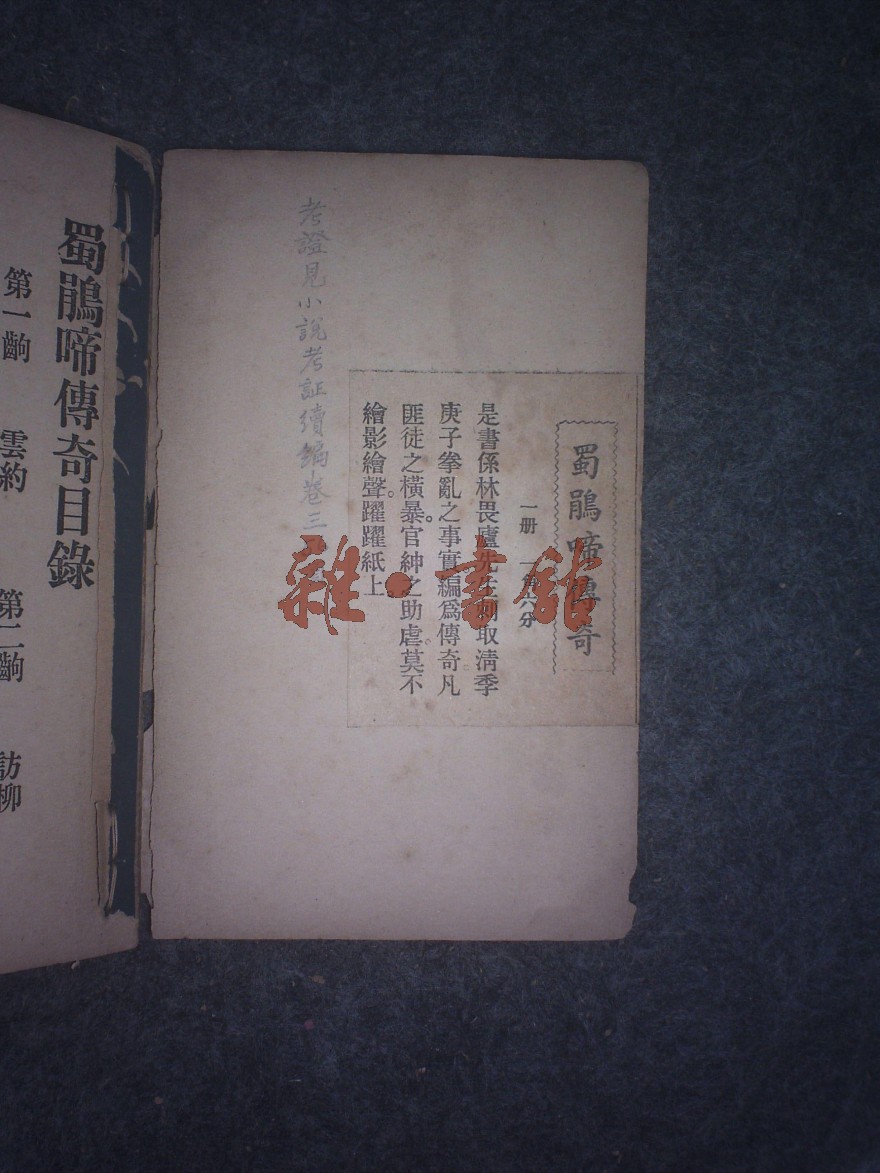 蜀鵑啼傳奇
一册
是書係林畏廬先生刺取淸季
庚子拳亂之事實編爲傳奇。凡
匪徒之橫暴。官紳之助虐。莫不
繪影繪聲。躍躍紙上。
考證見小說考証續編卷三
雜·書館
蜀鵑啼傳奇目錄
第一齣 雲約 第二齣 訪柳